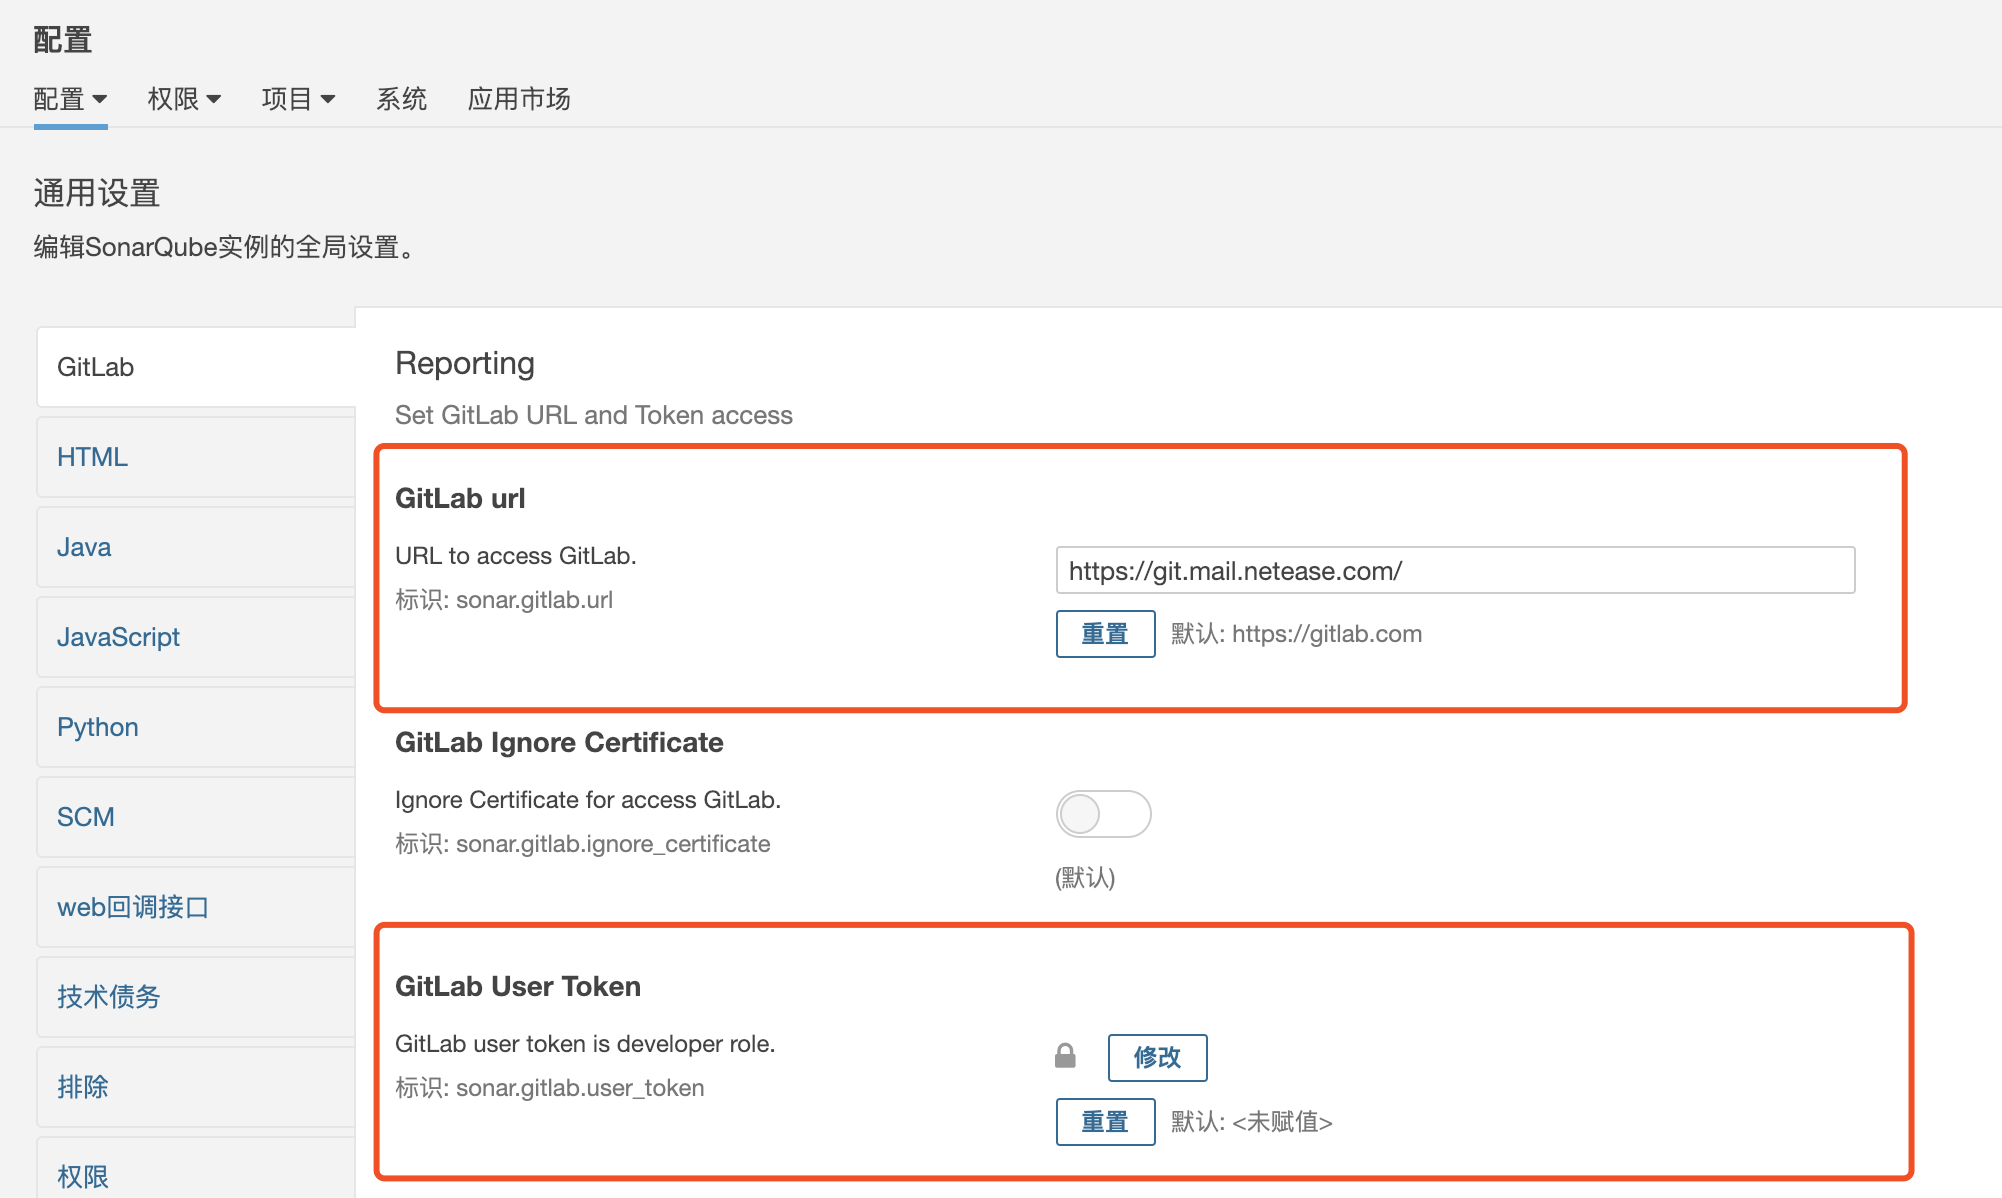 配置
配置 权限 项目 系统 应用市场
通用设置
编辑SonarQube实例的全局设置。
GitLab
HTML
Java
JavaScript
Python
SCM
web回调接口
技术债务
排除
权限
Reporting
Set GitLab URL and Token access
GitLab url
URL to access GitLab.
标识: sonar.gitlab.url
https://git.mail.netease.com/
重置 默认: https://gitlab.com
GitLab Ignore Certificate
Ignore Certificate for access GitLab.
标识: sonar.gitlab.ignore_certificate
(默认)
GitLab User Token
GitLab user token is developer role.
标识: sonar.gitlab.user_token
修改
重置 默认: <未赋值>